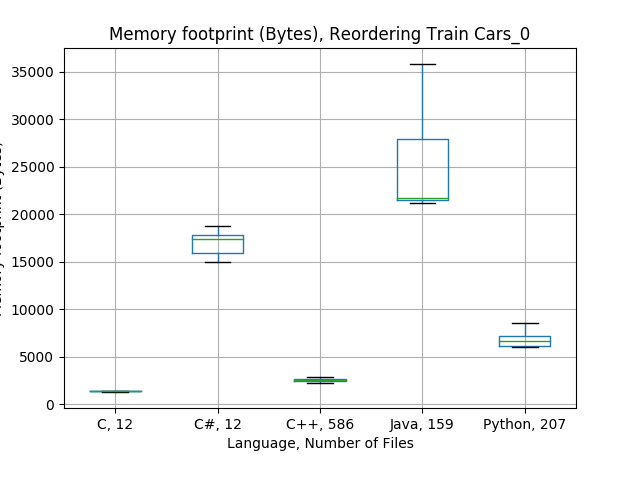 Memory footprint (Bytes), Reordering Train Cars_0
35000
30000
25000
20000
15000
10000
5000
0
C, 12
C#, 12
C++, 586
Java, 159
Python, 207
Language, Number of Files